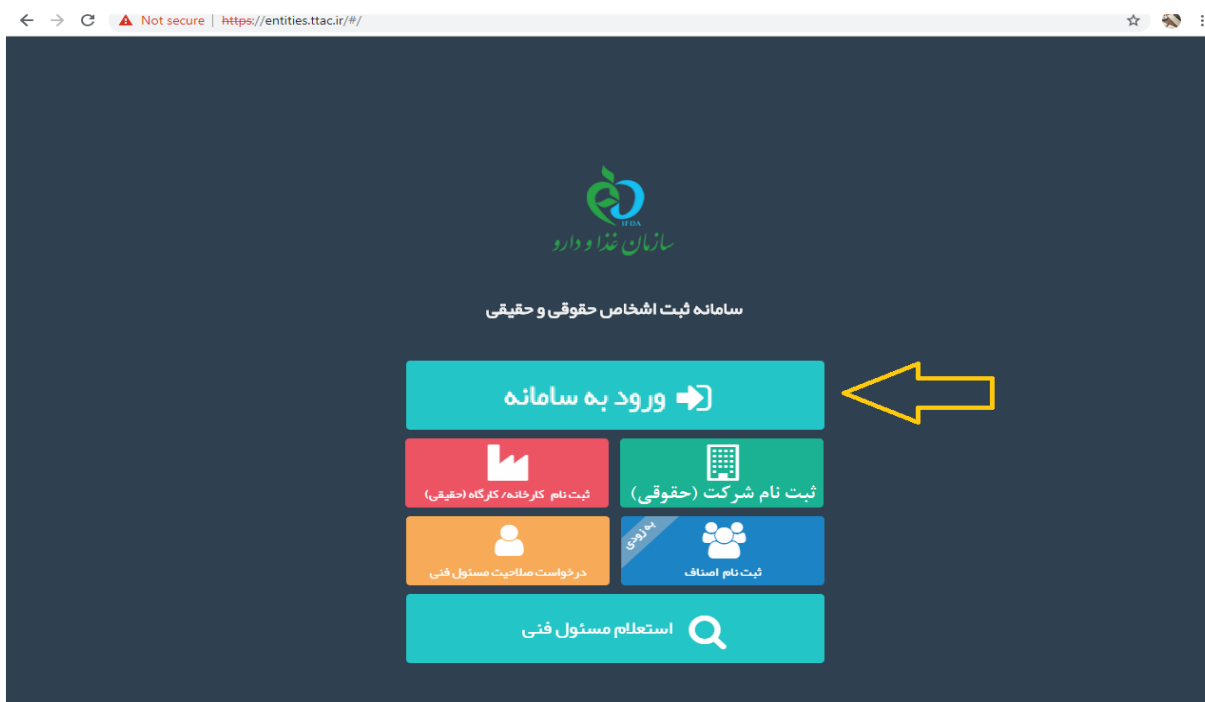 Not secure | https://entities.ttac.ir/#/
IFDA
سازمان غذا و دارو
سامانه ثبت اشخاص حقوقی و حقیقی
ورود به سامانه
ثبت نام شرکت (حقوقی)
ثبت نام کارخانه/ کارگاه (حقیقی)
به زودی
ثبت نام اصناف
درخواست صلاحیت مسئول فنی
استعلام مسئول فنی